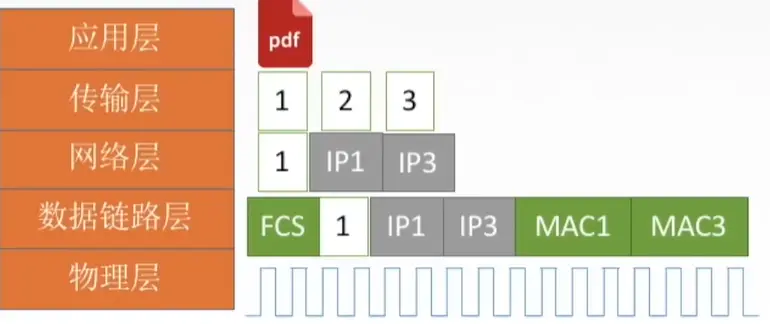 应用层 pdf
传输层 1 2 3
网络层 1 IP1 IP3
数据链路层 FCS 1 IP1 IP3 MAC1 MAC3
物理层